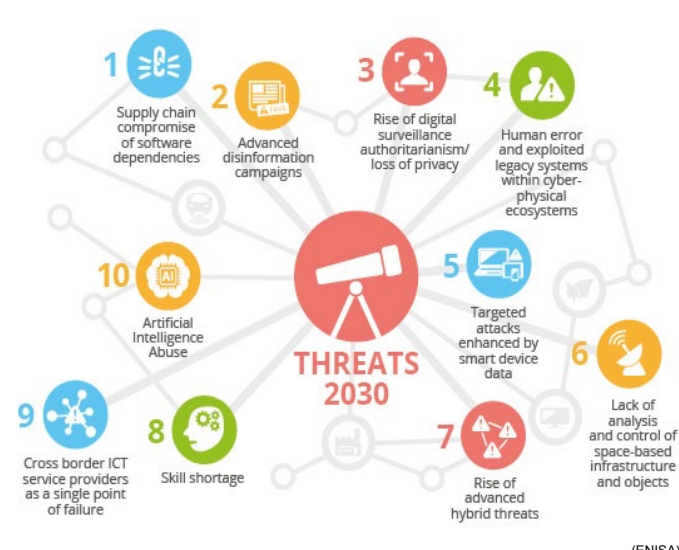 1
Supply chain
compromise
of software
dependencies
2
FAKE
Advanced
disinformation
campaigns
3
Rise of digital
surveillance
authoritarianism/
loss of privacy
4
Human error
and exploited
legacy systems
within cyber-
physical
ecosystems
10
AI
Artificial
Intelligence
Abuse
THREATS
2030
5
Targeted
attacks
enhanced by
smart device
data
6
Lack of
analysis
and control of
space-based
infrastructure
and objects
9
Cross border ICT
service providers
as a single point
of failure
8
Skill shortage
7
Rise of
advanced
hybrid threats
(ENISA)